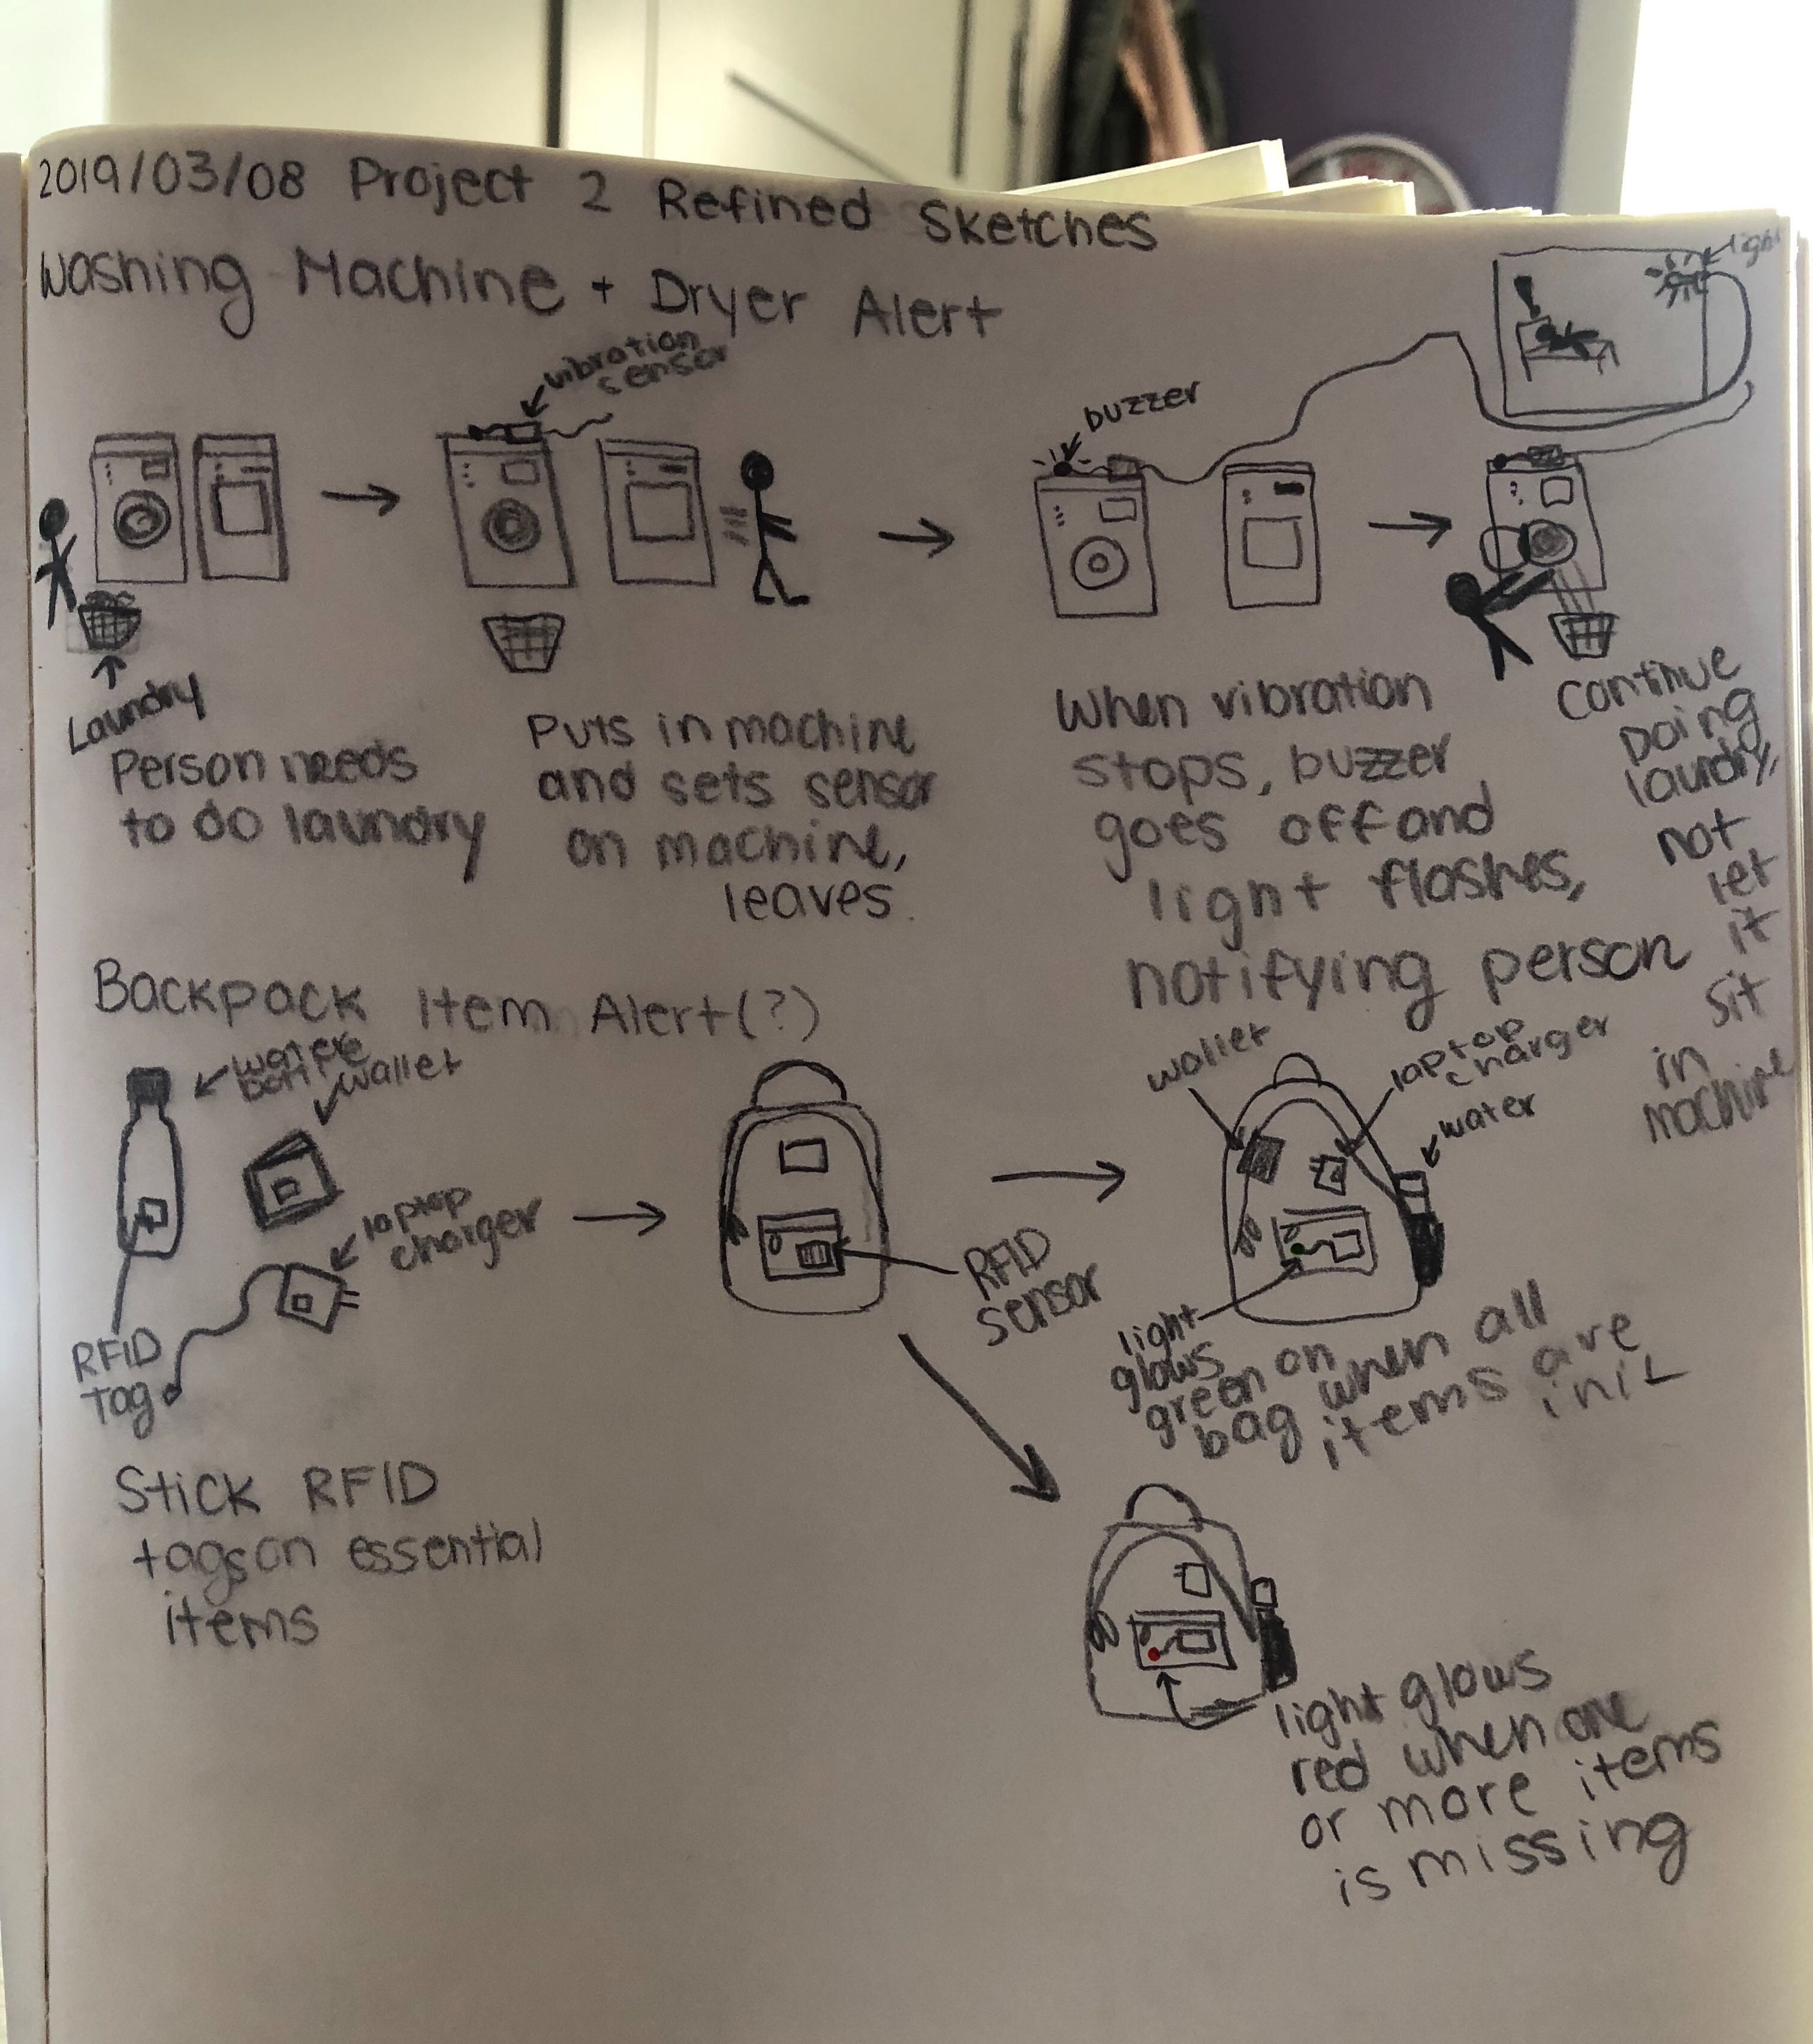 2019/03/08 Project 2 Refined Sketches
Washing Machine + Dryer Alert
light
vibration
sensor
buzzer
Laundry
Person needs
to do laundry
Puts in machine
and sets sensor
on machine,
leaves.
When vibration
stops, buzzer
goes off and
light flashes,
notifying person
Continue
Doing
laundry,
not
let
it
sit
in
machine
Backpack Item Alert(?)
water
bottle
wallet
laptop
charger
RFID
tag
Stick RFID
tags on essential
items
RFID
sensor
wallet
laptop
charger
water
light
glows
green on
bag when all
items are
in it
light glows
red when one
or more items
is missing